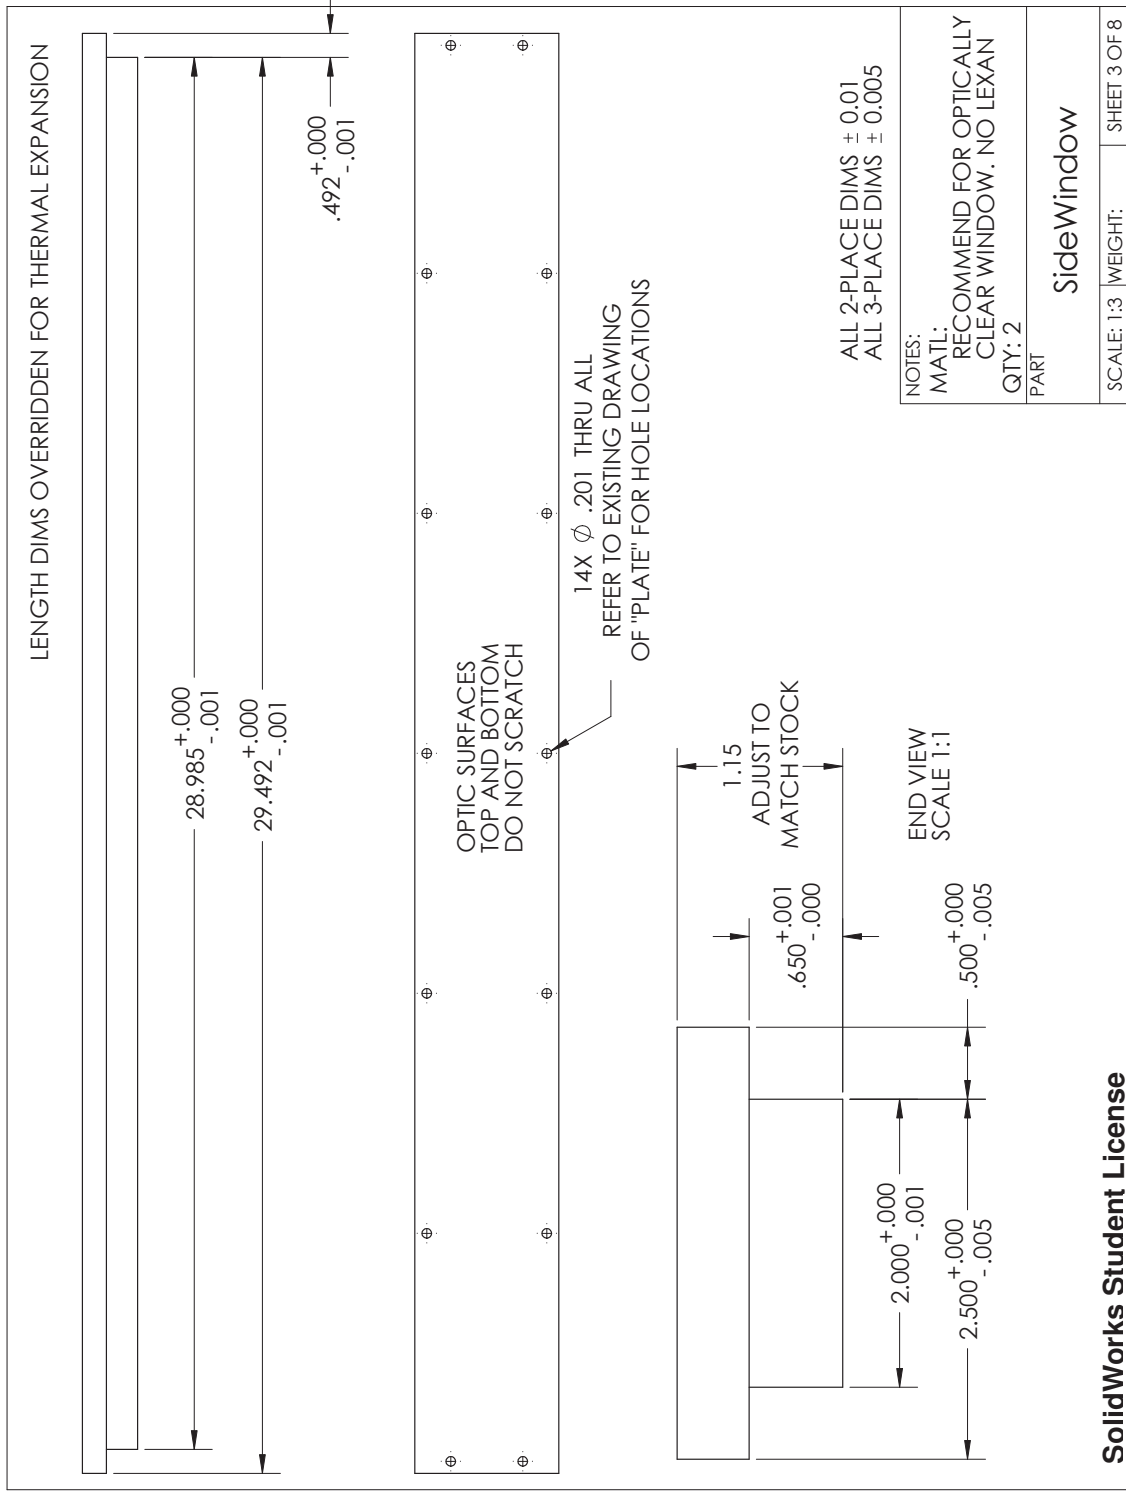 LENGTH DIMS OVERRIDDEN FOR THERMAL EXPANSION
28.985 +.000
-.001
29.492 +.000
-.001
.492 +.000
-.001
OPTIC SURFACES
TOP AND BOTTOM
DO NOT SCRATCH
14X ∅ .201 THRU ALL
REFER TO EXISTING DRAWING
OF "PLATE" FOR HOLE LOCATIONS
1.15
ADJUST TO
MATCH STOCK
.650 +.001
-.000
END VIEW
SCALE 1:1
2.000 +.000
-.001
2.500 +.000
-.005
.500 +.000
-.005
ALL 2-PLACE DIMS ± 0.01
ALL 3-PLACE DIMS ± 0.005
NOTES:
MATL:
RECOMMEND FOR OPTICALLY
CLEAR WINDOW. NO LEXAN
QTY: 2
PART
SideWindow
SCALE: 1:3 WEIGHT: SHEET 3 OF 8
SolidWorks Student License